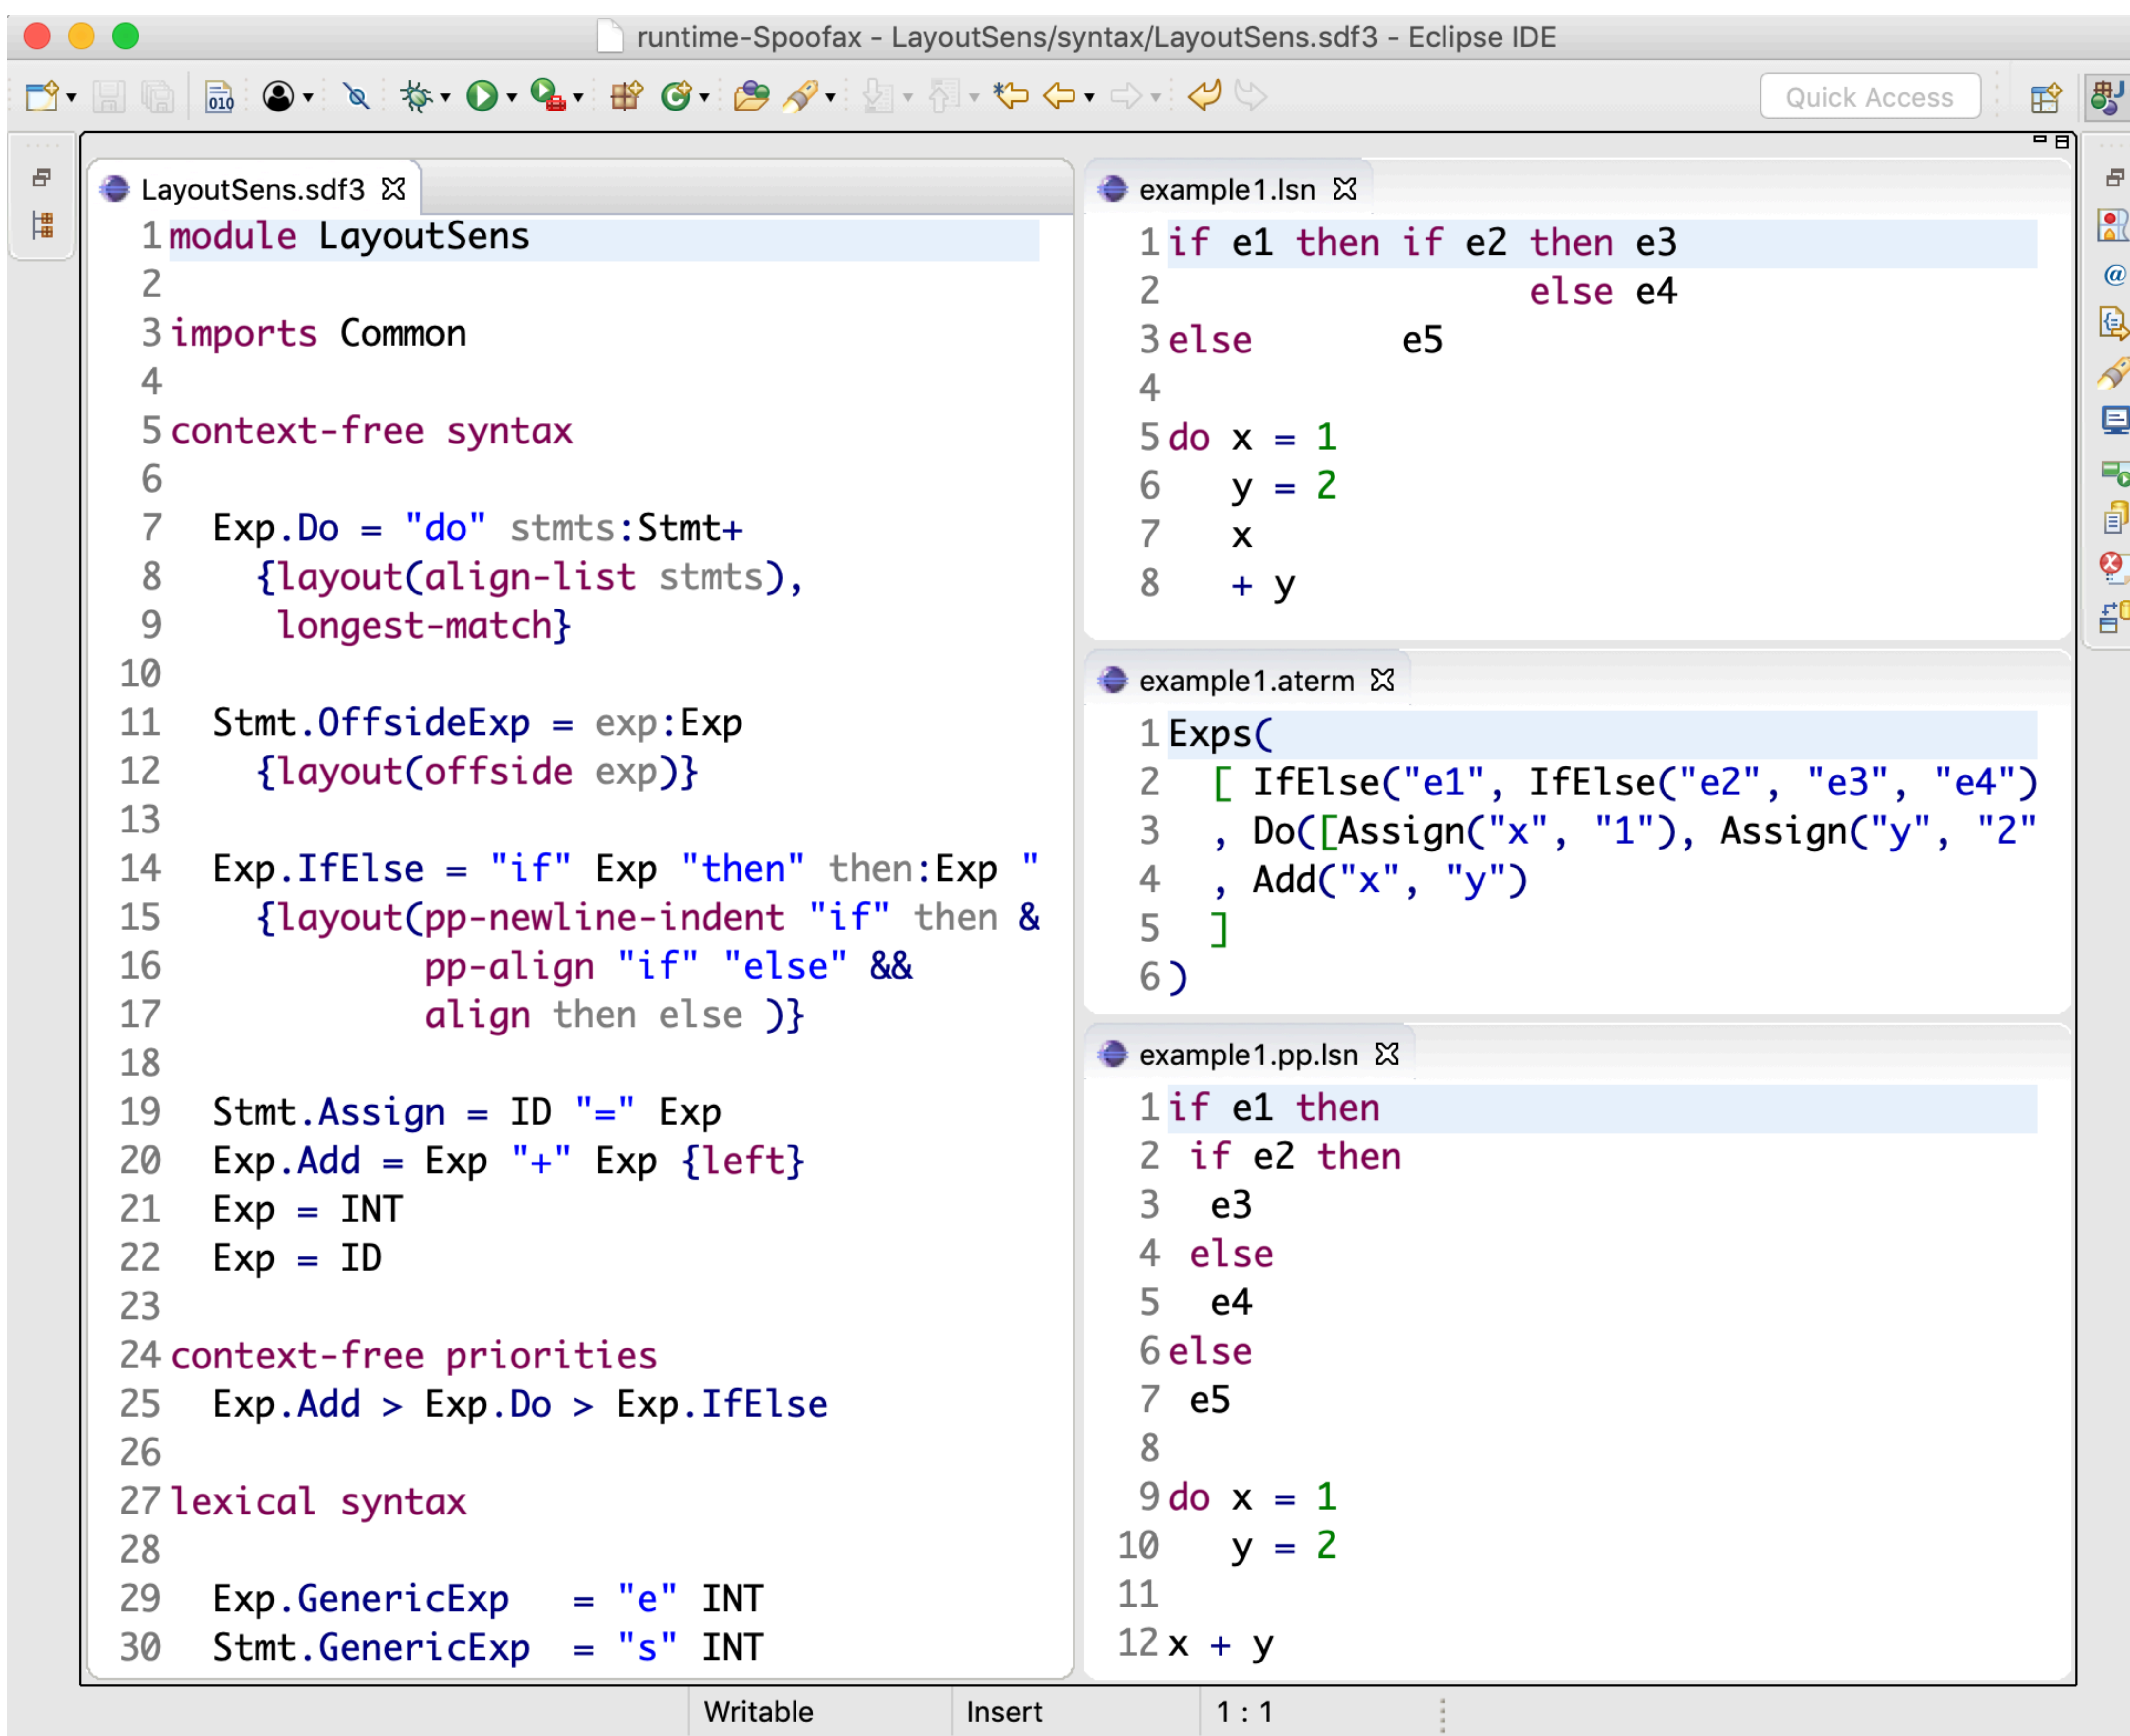 runtime-Spoofax - LayoutSens/syntax/LayoutSens.sdf3 - Eclipse IDE
010
Quick Access
LayoutSens.sdf3
1 module LayoutSens
2
3 imports Common
4
5 context-free syntax
6
7   Exp.Do = "do" stmts:Stmt+
8     {layout(align-list stmts),
9      longest-match}
10
11   Stmt.OffsideExp = exp:Exp
12     {layout(offside exp)}
13
14   Exp.IfElse = "if" Exp "then" then:Exp "
15     {layout(pp-newline-indent "if" then &
16             pp-align "if" "else" &&
17             align then else )}
18
19   Stmt.Assign = ID "=" Exp
20   Exp.Add = Exp "+" Exp {left}
21   Exp = INT
22   Exp = ID
23
24 context-free priorities
25   Exp.Add > Exp.Do > Exp.IfElse
26
27 lexical syntax
28
29   Exp.GenericExp   = "e" INT
30   Stmt.GenericExp  = "s" INT
example1.lsn
1 if e1 then if e2 then e3
2                  else e4
3 else       e5
4
5 do x = 1
6    y = 2
7    x
8    + y
example1.aterm
1 Exps(
2   [ IfElse("e1", IfElse("e2", "e3", "e4")
3   , Do([Assign("x", "1"), Assign("y", "2"
4   , Add("x", "y")
5   ]
6 )
example1.pp.lsn
1 if e1 then
2  if e2 then
3   e3
4  else
5   e4
6 else
7  e5
8
9 do x = 1
10    y = 2
11
12 x + y
Writable
Insert
1 : 1